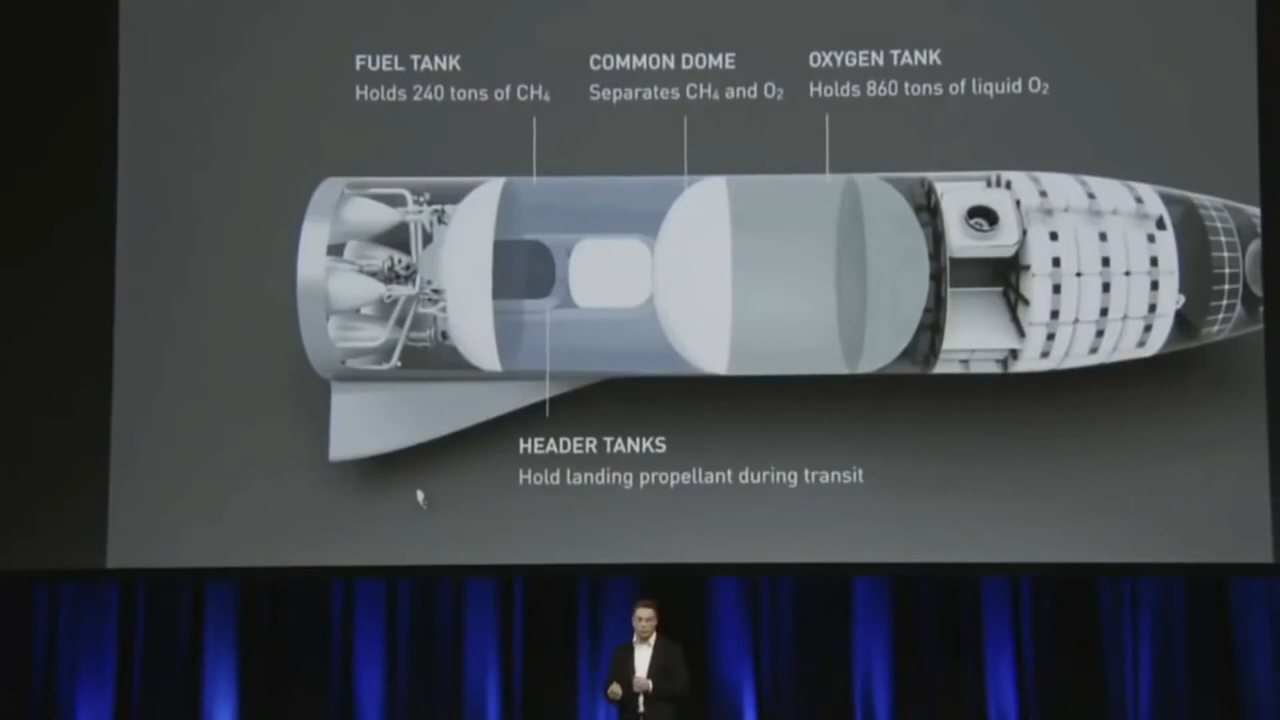 FUEL TANK
Holds 240 tons of CH₄
COMMON DOME
Separates CH₄ and O₂
OXYGEN TANK
Holds 860 tons of liquid O₂
HEADER TANKS
Hold landing propellant during transit